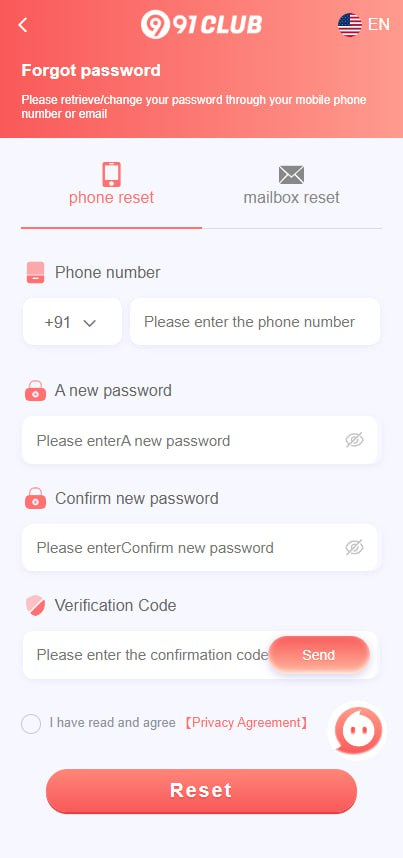 91 CLUB
EN
Forgot password
Please retrieve/change your password through your mobile phone
number or email
phone reset
mailbox reset
Phone number
+91
Please enter the phone number
A new password
Please enterA new password
Confirm new password
Please enterConfirm new password
Verification Code
Please enter the confirmation code
Send
I have read and agree 【Privacy Agreement】
Reset